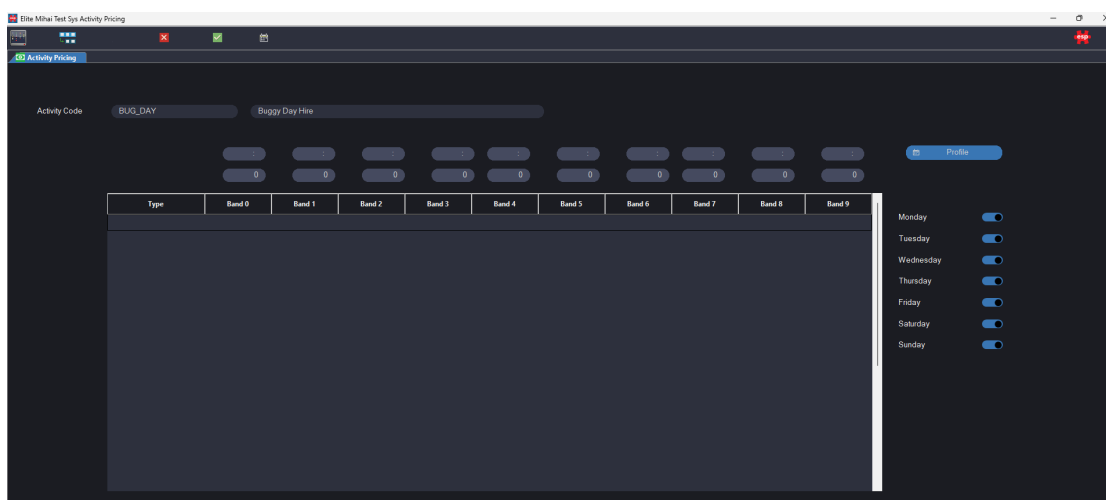 Elite Mihai Test Sys Activity Pricing
esp
Activity Pricing
Activity Code BUG_DAY Buggy Day Hire
: : : : : : : : : : Profile
0 0 0 0 0 0 0 0 0 0
Type Band 0 Band 1 Band 2 Band 3 Band 4 Band 5 Band 6 Band 7 Band 8 Band 9
Monday
Tuesday
Wednesday
Thursday
Friday
Saturday
Sunday